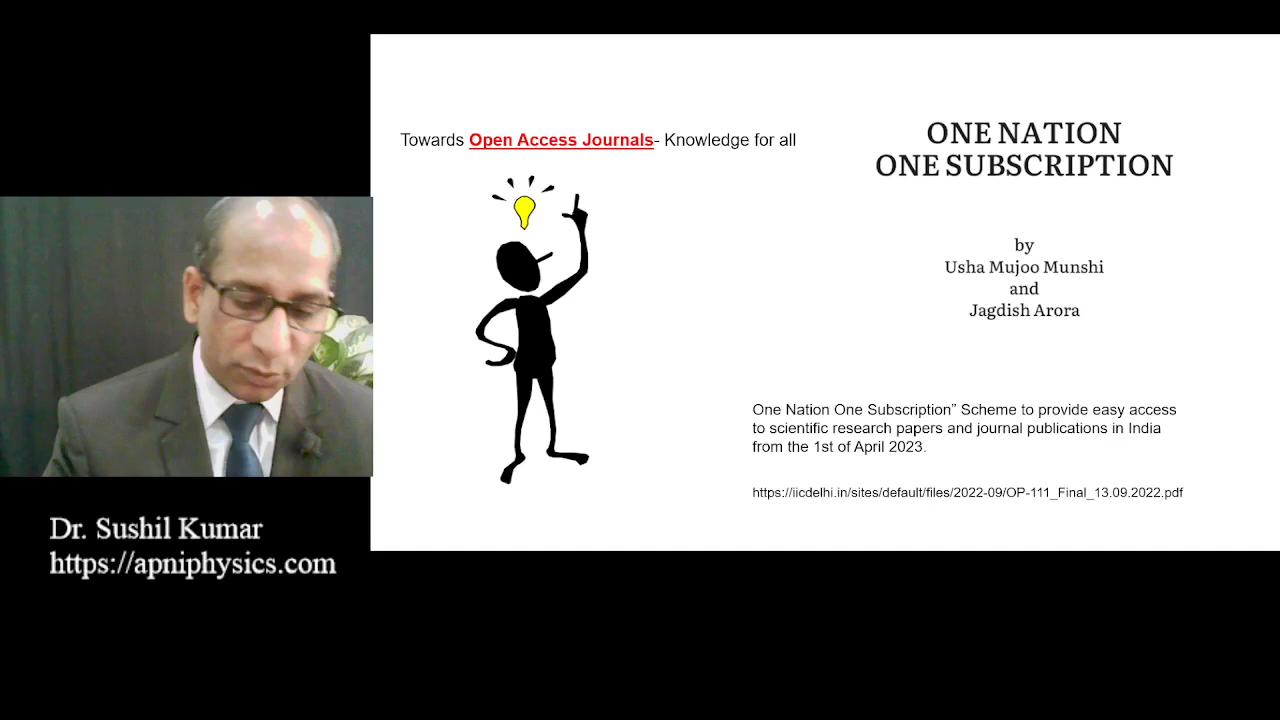 Towards Open Access Journals- Knowledge for all
ONE NATION
ONE SUBSCRIPTION
by
Usha Mujoo Munshi
and
Jagdish Arora
One Nation One Subscription” Scheme to provide easy access
to scientific research papers and journal publications in India
from the 1st of April 2023.
https://iicdelhi.in/sites/default/files/2022-09/OP-111_Final_13.09.2022.pdf
Dr. Sushil Kumar
https://apniphysics.com